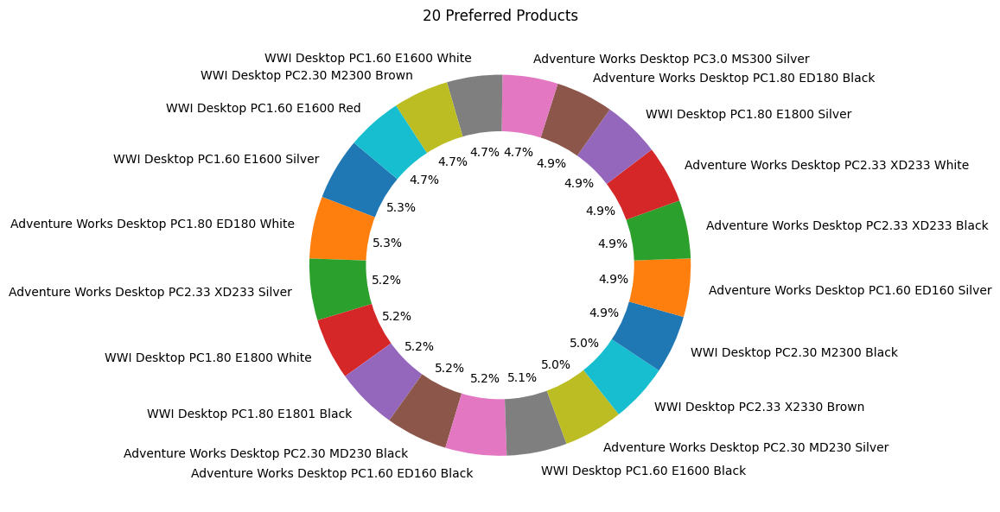 20 Preferred Products
WWI Desktop PC1.60 E1600 White
Adventure Works Desktop PC3.0 MS300 Silver
WWI Desktop PC2.30 M2300 Brown
Adventure Works Desktop PC1.80 ED180 Black
WWI Desktop PC1.60 E1600 Red
WWI Desktop PC1.80 E1800 Silver
WWI Desktop PC1.60 E1600 Silver
Adventure Works Desktop PC2.33 XD233 White
Adventure Works Desktop PC1.80 ED180 White
Adventure Works Desktop PC2.33 XD233 Black
Adventure Works Desktop PC2.33 XD233 Silver
Adventure Works Desktop PC1.60 ED160 Silver
WWI Desktop PC1.80 E1800 White
WWI Desktop PC2.30 M2300 Black
WWI Desktop PC1.80 E1801 Black
WWI Desktop PC2.33 X2330 Brown
Adventure Works Desktop PC2.30 MD230 Black
Adventure Works Desktop PC2.30 MD230 Silver
Adventure Works Desktop PC1.60 ED160 Black
WWI Desktop PC1.60 E1600 Black
4.7%
4.7%
4.7%
4.7%
5.3%
5.3%
5.2%
5.2%
5.2%
5.2%
5.2%
5.1%
5.0%
5.0%
4.9%
4.9%
4.9%
4.9%
4.9%
4.9%